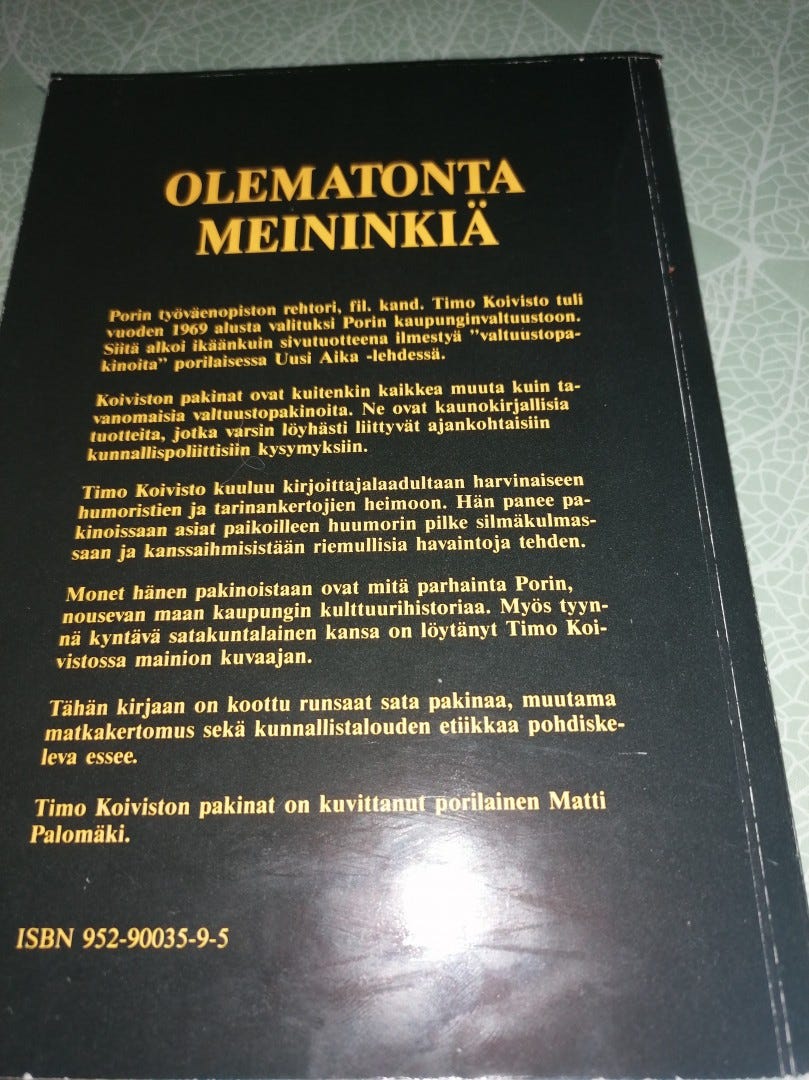 OLEMATONTA
MEININKIÄ
Porin työväenopiston rehtori, fil. kand. Timo Koivisto tuli
vuoden 1969 alusta valituksi Porin kaupunginvaltuustoon.
Siitä alkoi ikäänkuin sivutuotteena ilmestyä "valtuustopa-
kinoita" porilaisessa Uusi Aika -lehdessä.
Koiviston pakinat ovat kuitenkin kaikkea muuta kuin ta-
vanomaisia valtuustopakinoita. Ne ovat kaunokirjallisia
tuotteita, jotka varsin löyhästi liittyvät ajankohtaisiin
kunnallispoliittisiin kysymyksiin.
Timo Koivisto kuuluu kirjoittajalaadultaan harvinaiseen
humoristien ja tarinankertojien heimoon. Hän panee pa-
kinoissaan asiat paikoilleen huumorin pilke silmäkulmas-
saan ja kanssaihmisistään riemullisia havaintoja tehden.
Monet hänen pakinoistaan ovat mitä parhainta Porin,
nousevan maan kaupungin kulttuurihistoriaa. Myös tyyn-
nä kyntävä satakuntalainen kansa on löytänyt Timo Koi-
vistossa mainion kuvaajan.
Tähän kirjaan on koottu runsaat sata pakinaa, muutama
matkakertomus sekä kunnallistalouden etiikkaa pohdiske-
leva essee.
Timo Koiviston pakinat on kuvittanut porilainen Matti
Palomäki.
ISBN 952-90035-9-5